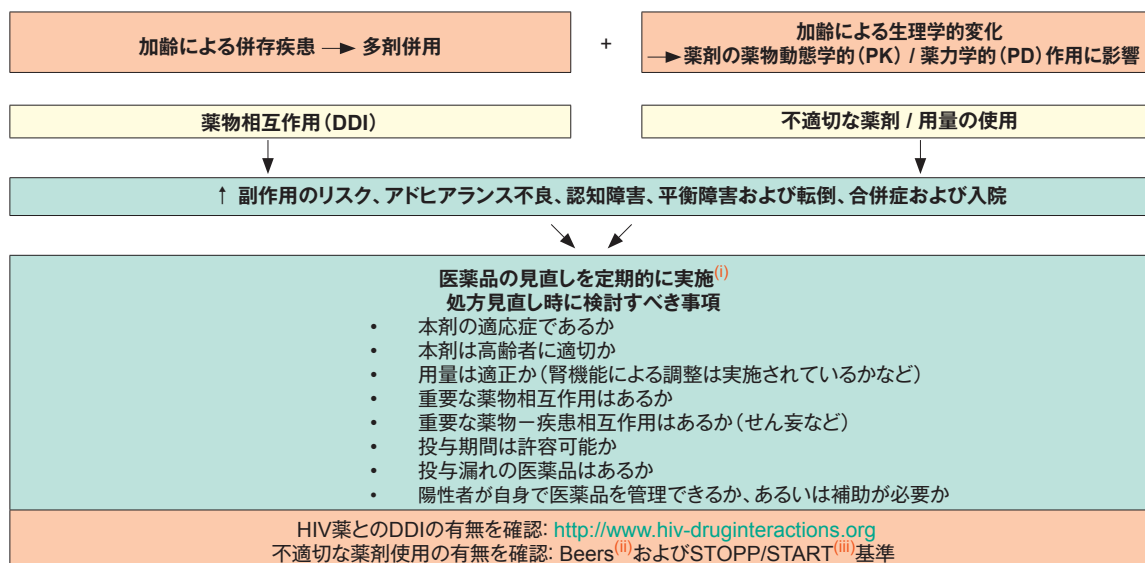 加齢による併存疾患 → 多剤併用
+
加齢による生理学的変化
→ 薬剤の薬物動態学的(PK) / 薬力学的(PD)作用に影響
薬物相互作用(DDI)
不適切な薬剤 / 用量の使用
↑ 副作用のリスク、アドヒアランス不良、認知障害、平衡障害および転倒、合併症および入院
医薬品の見直しを定期的に実施(i)
処方見直し時に検討すべき事項
• 本剤の適応症であるか
• 本剤は高齢者に適切か
• 用量は適正か(腎機能による調整は実施されているかなど)
• 重要な薬物相互作用はあるか
• 重要な薬物－疾患相互作用はあるか(せん妄など)
• 投与期間は許容可能か
• 投与漏れの医薬品はあるか
• 陽性者が自身で医薬品を管理できるか、あるいは補助が必要か
HIV薬とのDDIの有無を確認: http://www.hiv-druginteractions.org
不適切な薬剤使用の有無を確認: Beers(ii)およびSTOPP/START(iii)基準